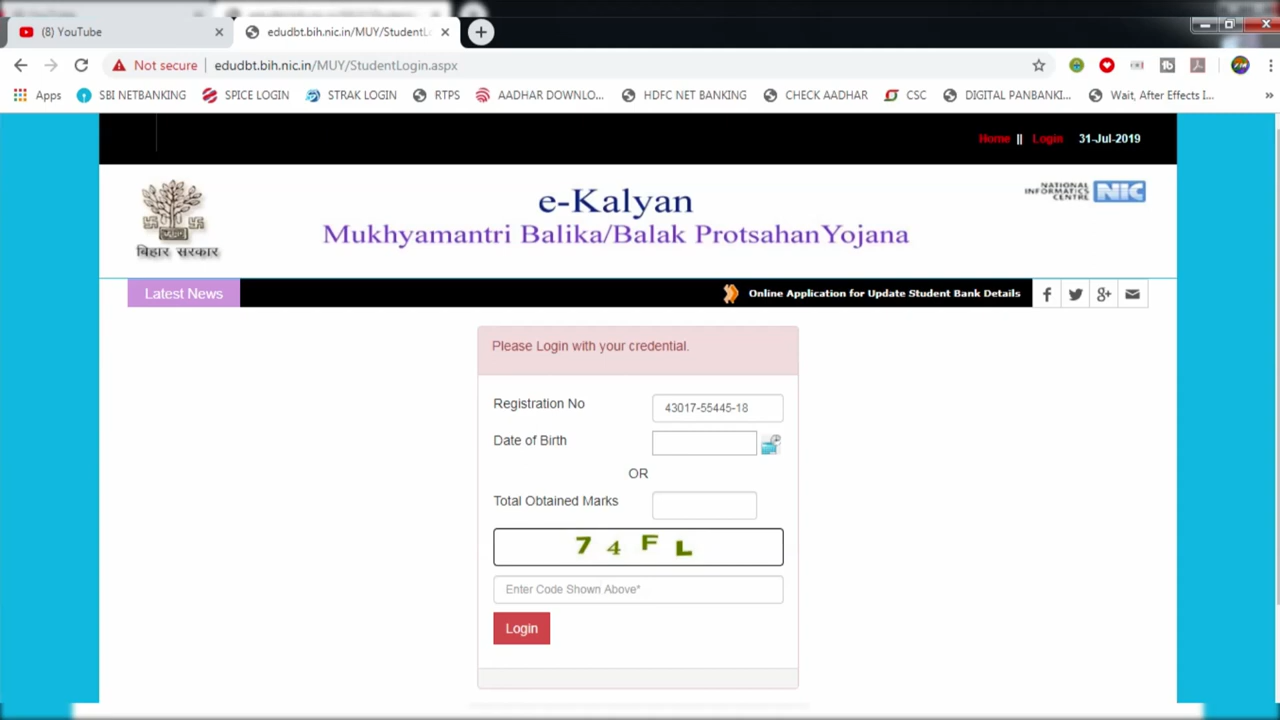 (8) YouTube
edudbt.bih.nic.in/MUY/StudentLo
Not secure
edudbt.bih.nic.in/MUY/StudentLogin.aspx
Apps
SBI NETBANKING
SPICE LOGIN
STRAK LOGIN
RTPS
AADHAR DOWNLO...
HDFC NET BANKING
CHECK AADHAR
CSC
DIGITAL PANBANKI...
Wait, After Effects I...
Home || Login 31-Jul-2019
बिहार सरकार
e-Kalyan
Mukhyamantri Balika/Balak ProtsahanYojana
NATIONAL
INFORMATICS
CENTRE
NIC
Latest News
Online Application for Update Student Bank Details
Please Login with your credential.
Registration No
43017-55445-18
Date of Birth
OR
Total Obtained Marks
7 4 F L
Enter Code Shown Above*
Login